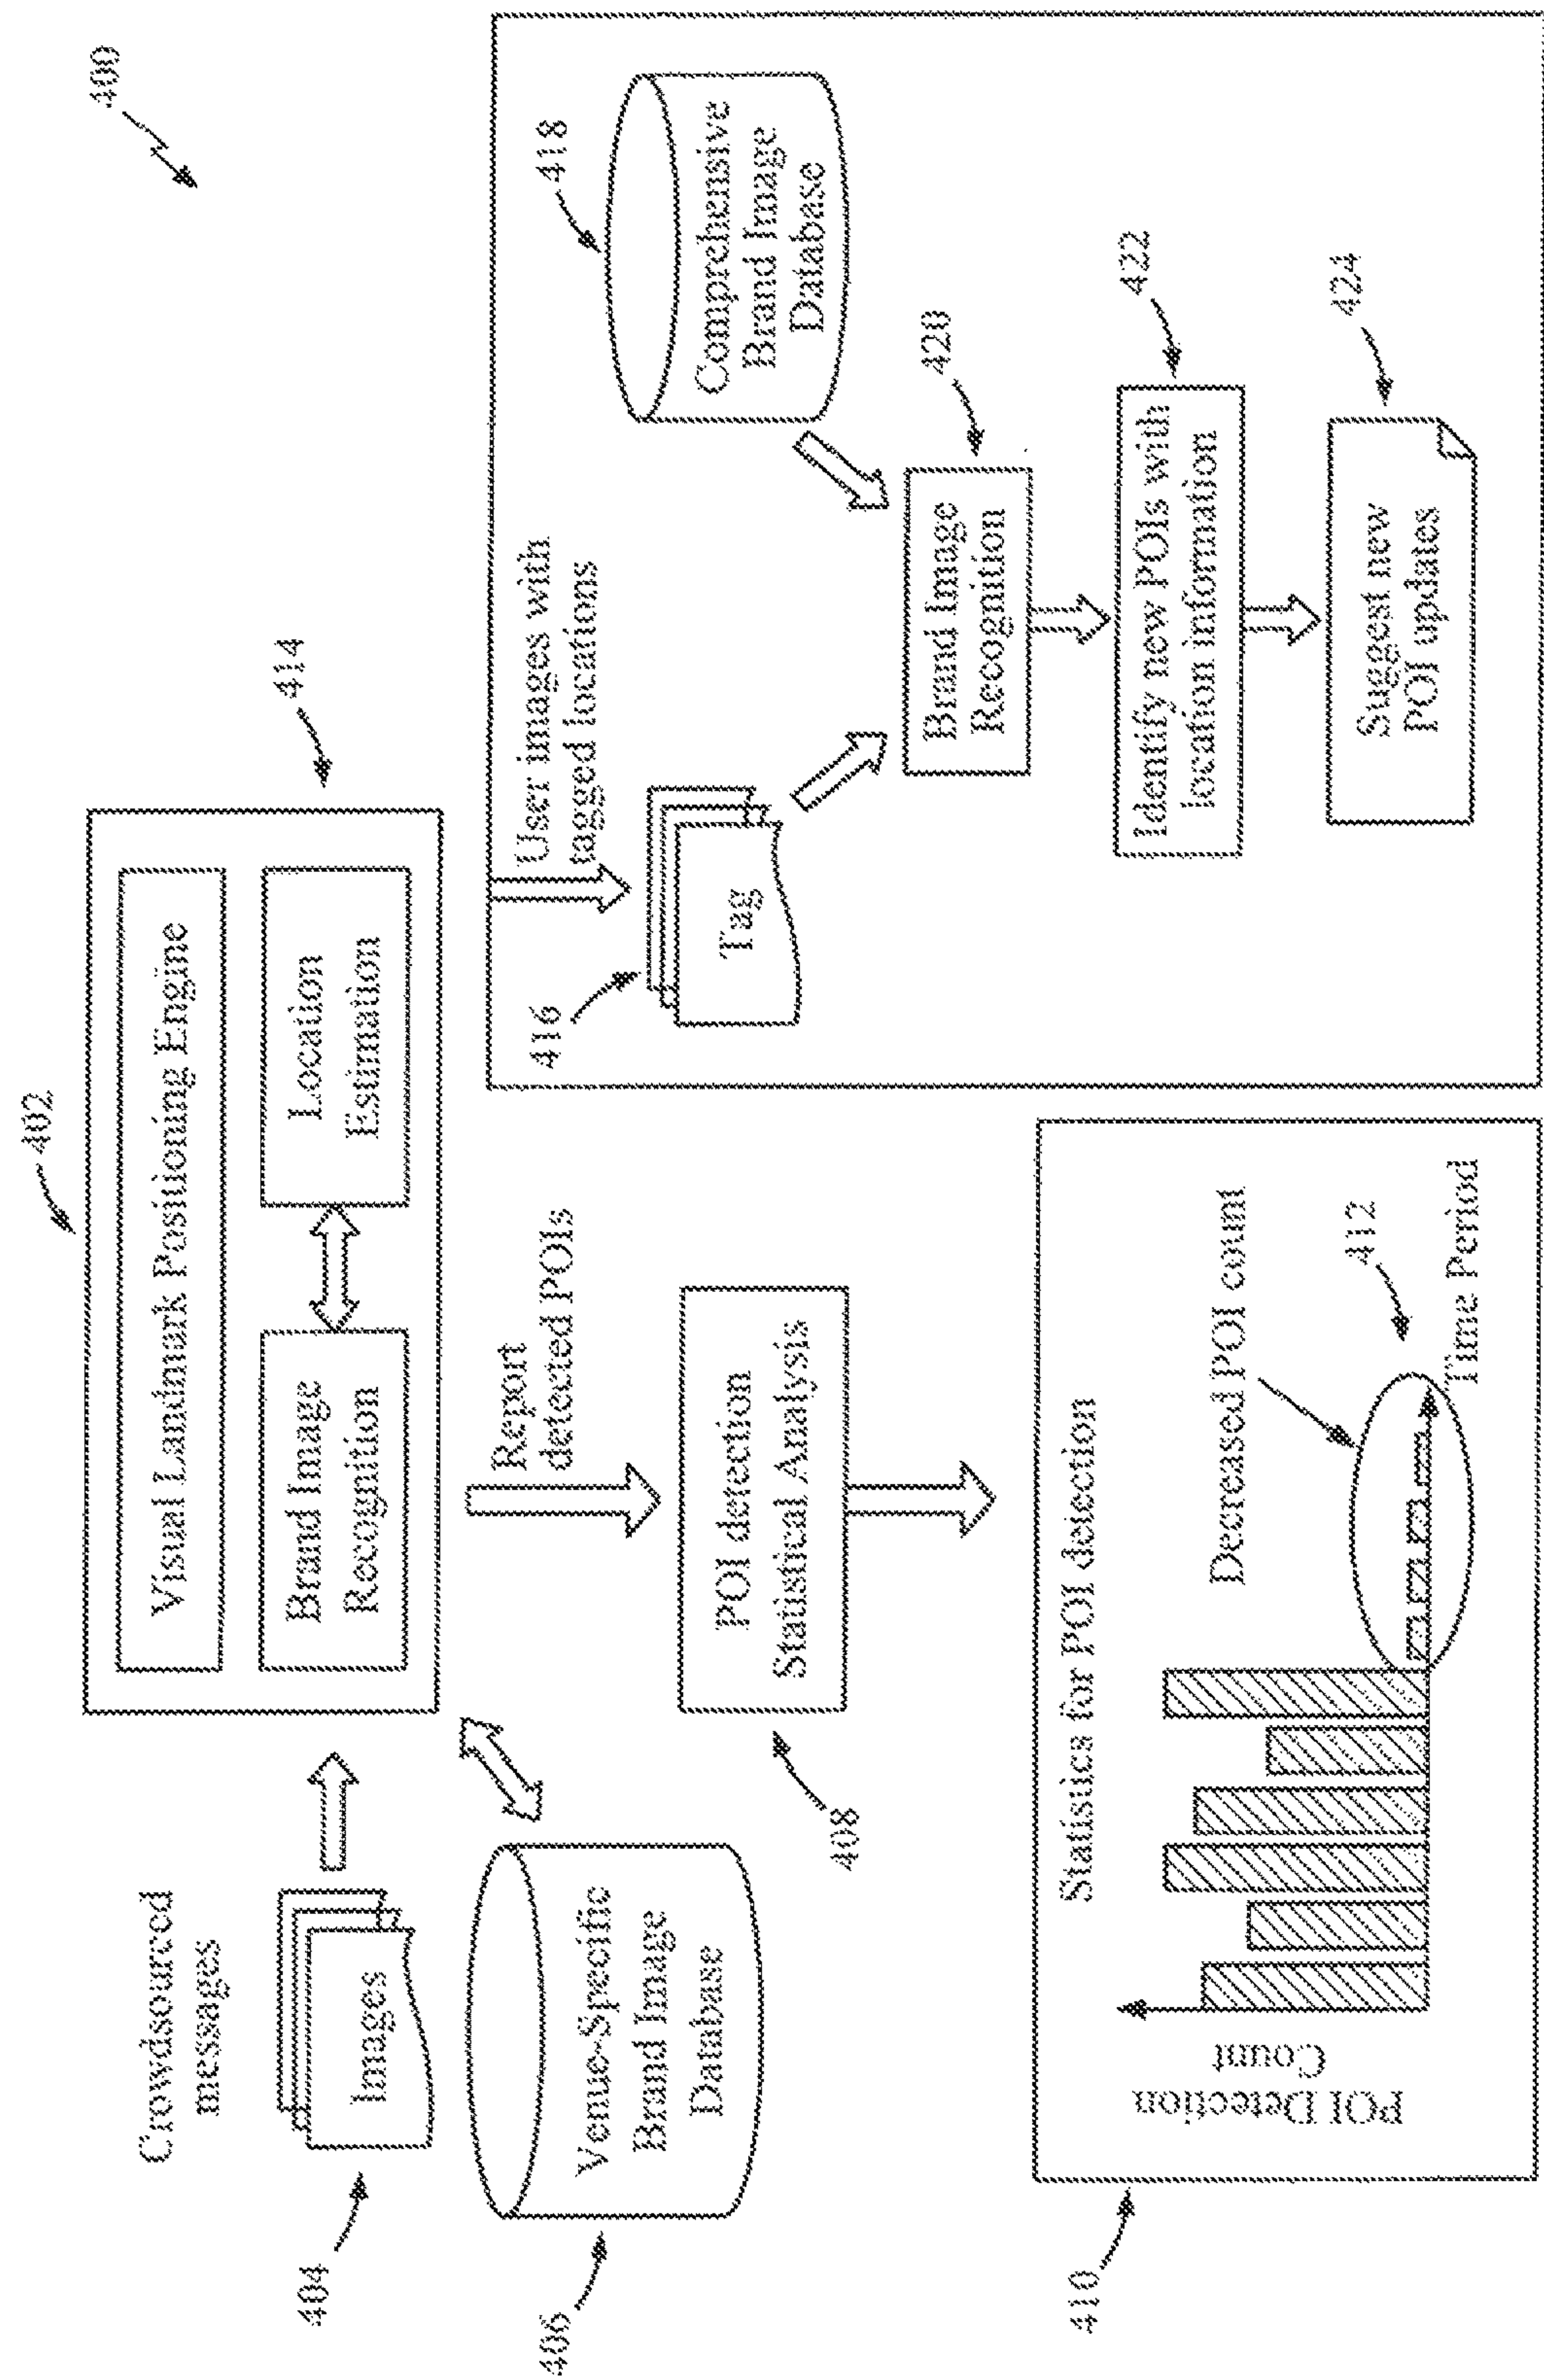 400
402
Crowdsourced
messages
404
Images
Visual Landmark Positioning Engine
Brand Image
Recognition
Location
Estimation
414
406
Venue-Specific
Brand Image
Database
Report
detected POIs
408
POI detection
Statistical Analysis
410
Statistics for POI detection
POI Detection
Count
Decreased POI count
412
Time Period
User images with
tagged locations
416
Tag
418
Comprehensive
Brand Image
Database
420
Brand Image
Recognition
422
Identify new POIs with
location information
424
Suggest new
POI updates